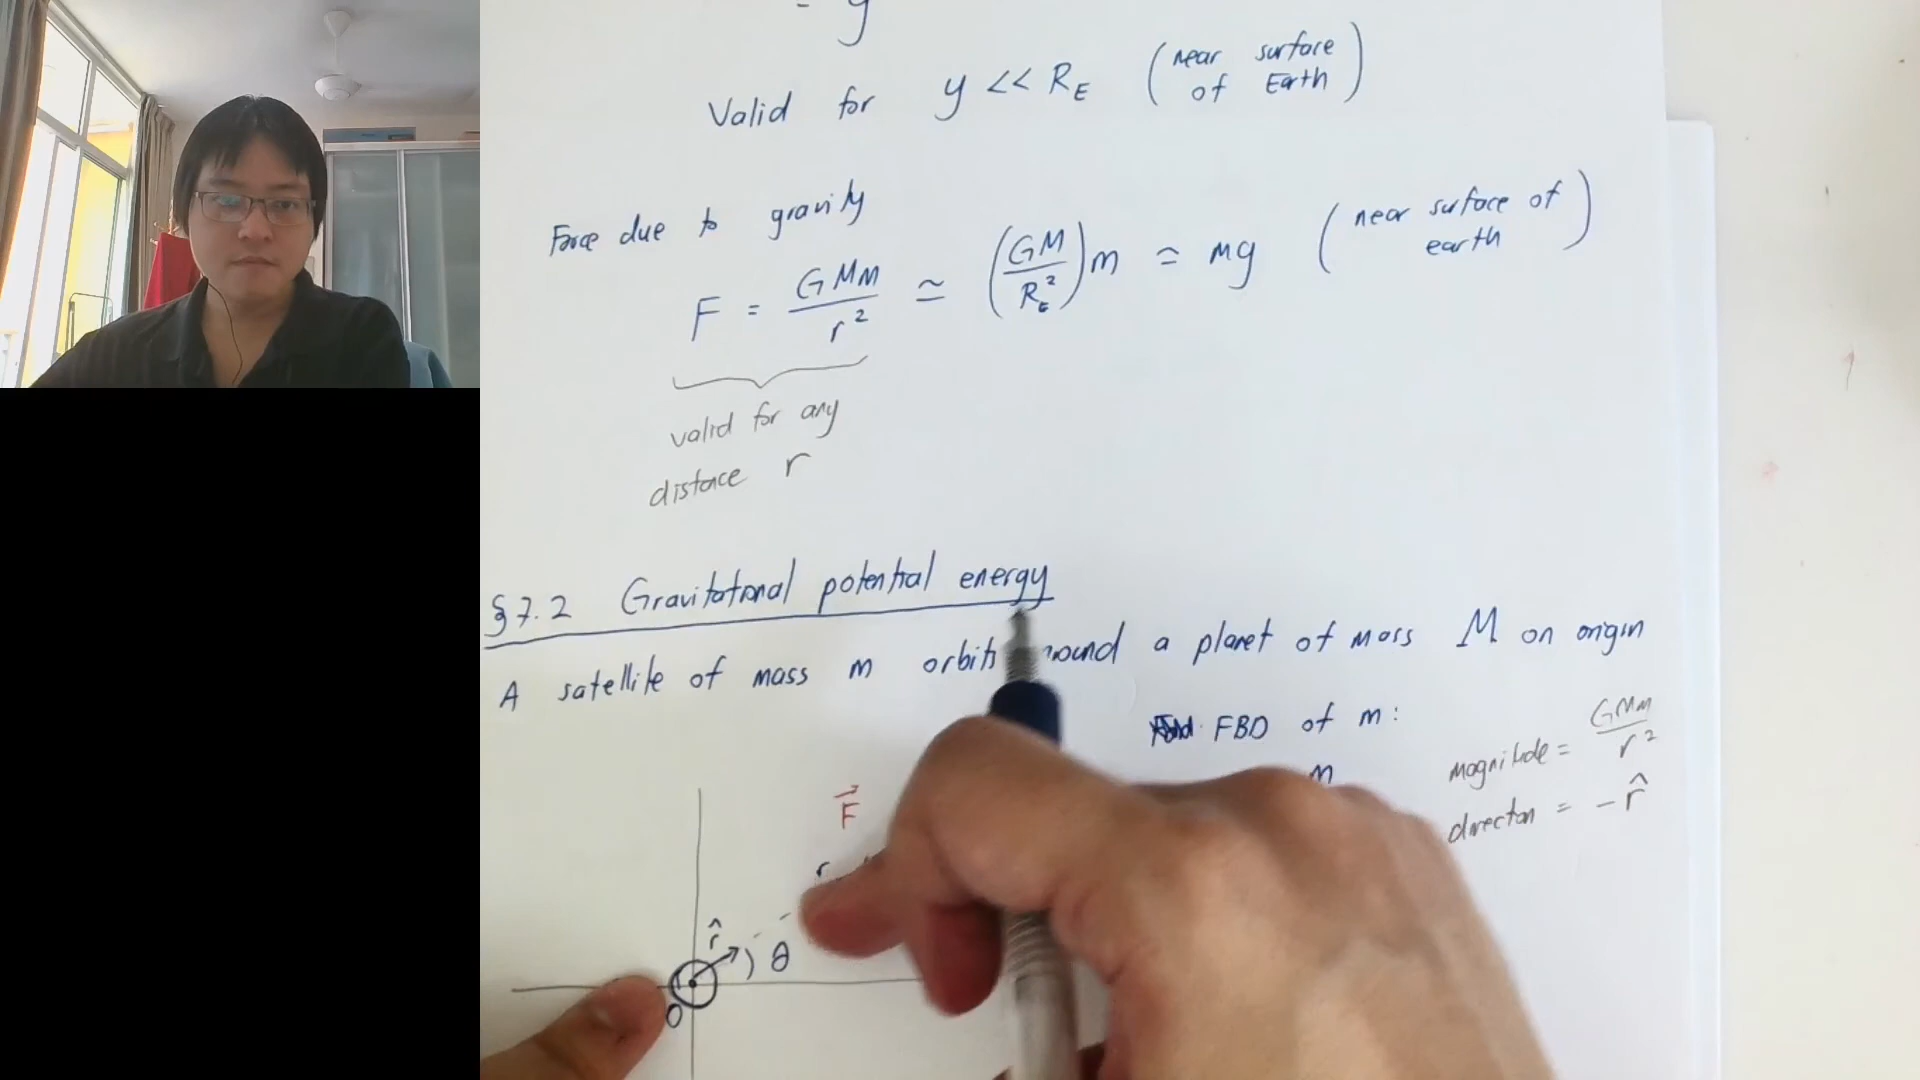 = g
Valid for y << R_E (near surface of Earth)
Force due to gravity
F = GMm / r² ≃ (GM / R_E²) m = mg (near surface of earth)
valid for any
distance r
§7.2 Gravitational potential energy
A satellite of mass m orbits around a planet of mass M on origin
FBD of m:
m
magnitude = GMm / r²
direction = - r̂
F⃗
r
r̂
θ
O